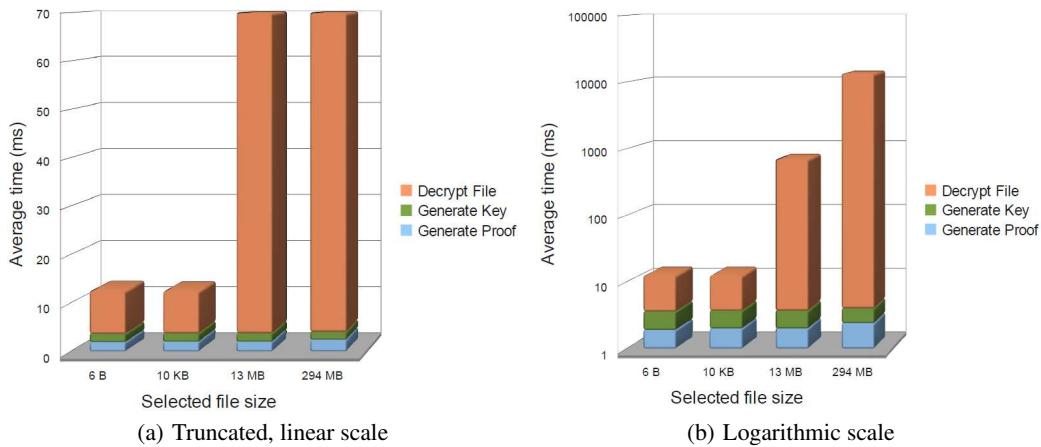 70
60
50
40
30
20
10
0
Average time (ms)
6 B 10 KB 13 MB 294 MB
Selected file size
Decrypt File
Generate Key
Generate Proof
(a) Truncated, linear scale
100000
10000
1000
100
10
1
Average time (ms)
6 B 10 KB 13 MB 294 MB
Selected file size
Decrypt File
Generate Key
Generate Proof
(b) Logarithmic scale